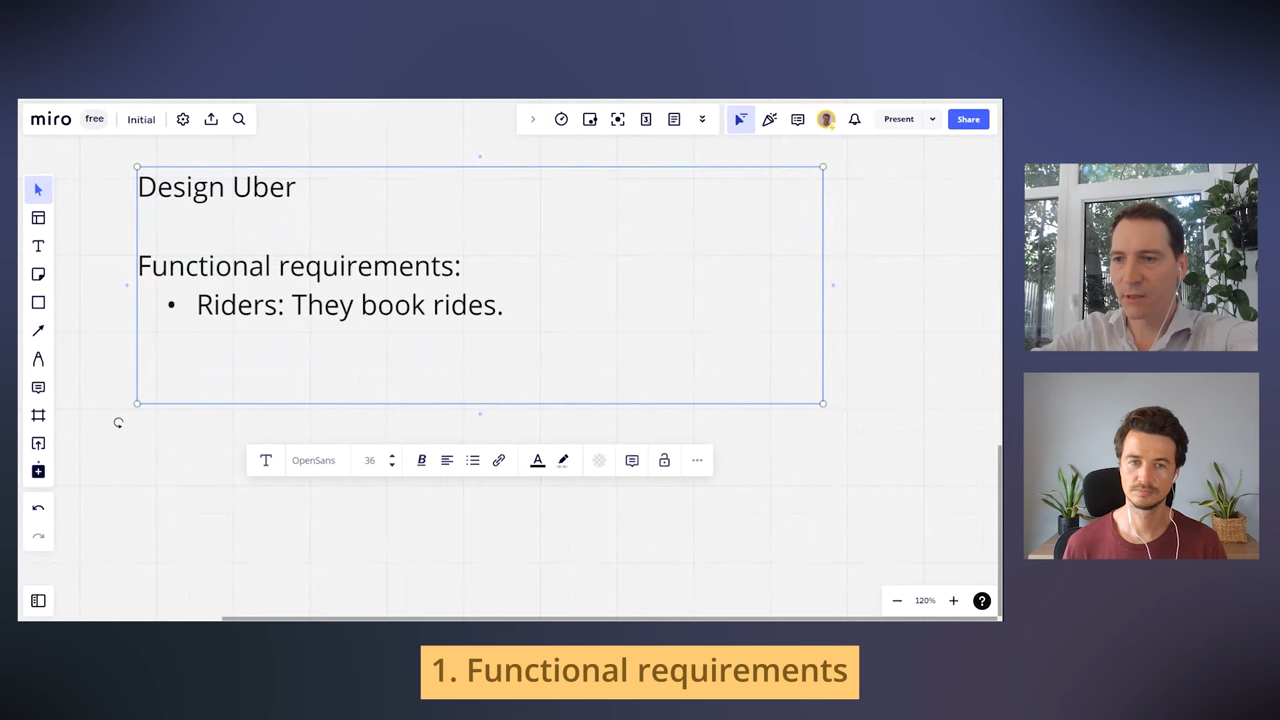 miro free Initial
3 Present Share
Design Uber
Functional requirements:
• Riders: They book rides.
OpenSans 36 B A
120% ?
1. Functional requirements